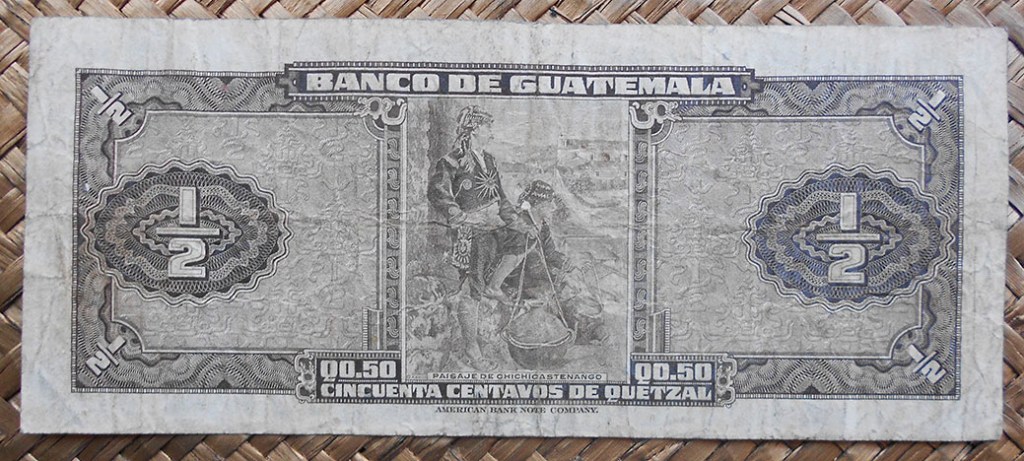 BANCO DE GUATEMALA
1/2 1/2
1/2 1/2
1/2 1/2
PAISAJE DE CHICHICASTENANGO
Q0.50 Q0.50
CINCUENTA CENTAVOS DE QUETZAL
AMERICAN BANK NOTE COMPANY.